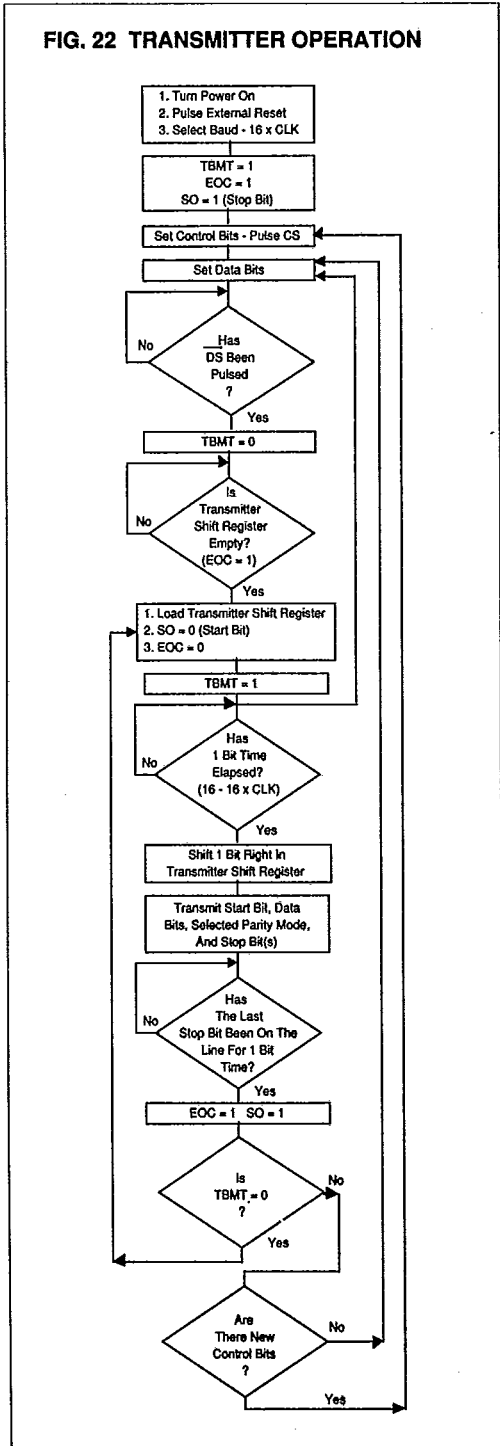 FIG. 22 TRANSMITTER OPERATION
1. Turn Power On
2. Pulse External Reset
3. Select Baud - 16 x CLK
TBMT = 1
EOC = 1
SO = 1 (Stop Bit)
Set Control Bits - Pulse CS
Set Data Bits
No
Has
DS Been
Pulsed
?
Yes
TBMT = 0
No
Is
Transmitter
Shift Register
Empty?
(EOC = 1)
Yes
1. Load Transmitter Shift Register
2. SO = 0 (Start Bit)
3. EOC = 0
TBMT = 1
No
Has
1 Bit Time
Elapsed?
(16 - 16 x CLK)
Yes
Shift 1 Bit Right In
Transmitter Shift Register
Transmit Start Bit, Data
Bits, Selected Parity Mode,
And Stop Bit(s)
No
Has
The Last
Stop Bit Been On The
Line For 1 Bit
Time?
Yes
EOC = 1 SO = 1
Is
TBMT = 0
?
No
Yes
Are
There New
Control Bits
?
No
Yes